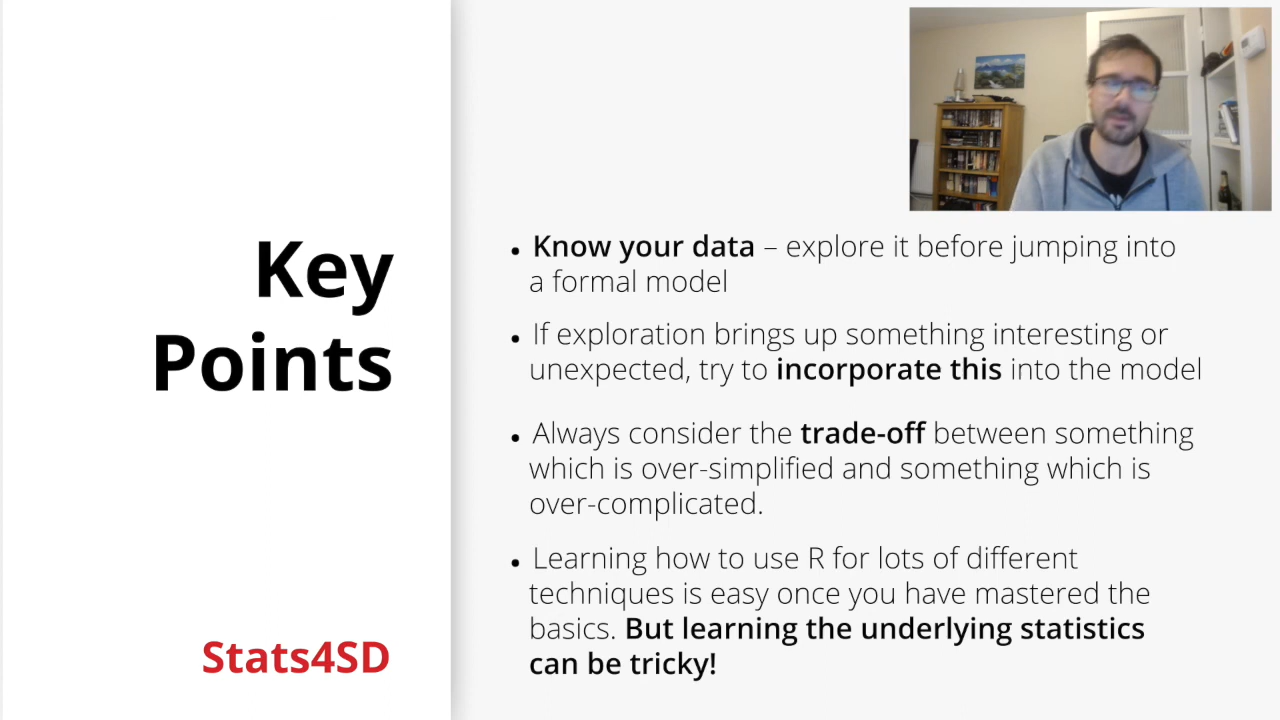 Key
Points
Stats4SD
• Know your data – explore it before jumping into
a formal model
• If exploration brings up something interesting or
unexpected, try to incorporate this into the model
• Always consider the trade-off between something
which is over-simplified and something which is
over-complicated.
• Learning how to use R for lots of different
techniques is easy once you have mastered the
basics. But learning the underlying statistics
can be tricky!